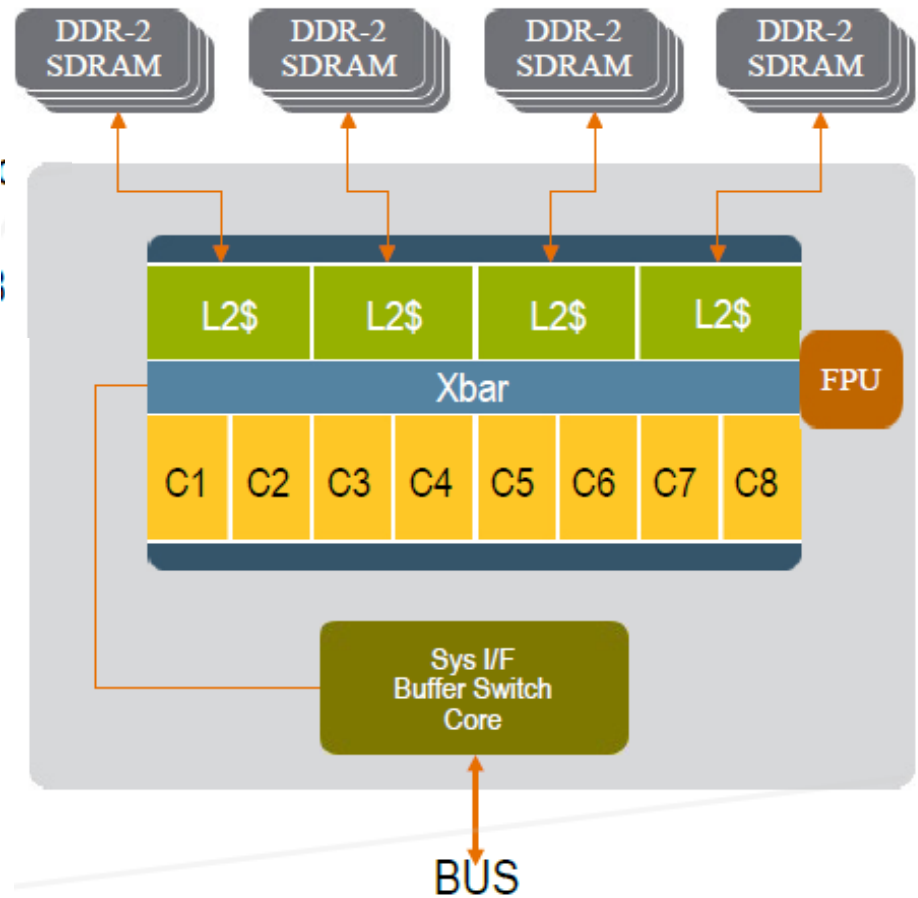 DDR-2
SDRAM
DDR-2
SDRAM
DDR-2
SDRAM
DDR-2
SDRAM
L2$
L2$
L2$
L2$
Xbar
FPU
C1
C2
C3
C4
C5
C6
C7
C8
Sys I/F
Buffer Switch
Core
BUS